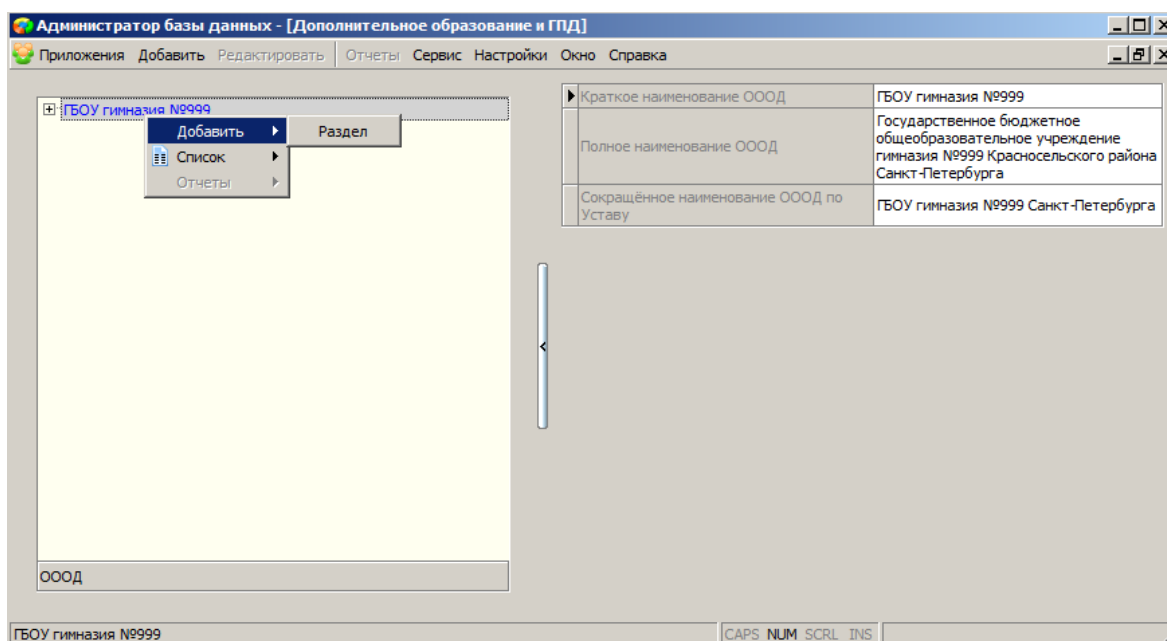 Администратор базы данных - [Дополнительное образование и ГПД]
Приложения Добавить Редактировать Отчеты Сервис Настройки Окно Справка
ГБОУ гимназия №999
Добавить Раздел
Список
Отчеты
ОООД
Краткое наименование ОООД ГБОУ гимназия №999
Полное наименование ОООД
Государственное бюджетное
общеобразовательное учреждение
гимназия №999 Красносельского района
Санкт-Петербурга
Сокращённое наименование ОООД по
Уставу
ГБОУ гимназия №999 Санкт-Петербурга
ГБОУ гимназия №999 CAPS NUM SCRL INS